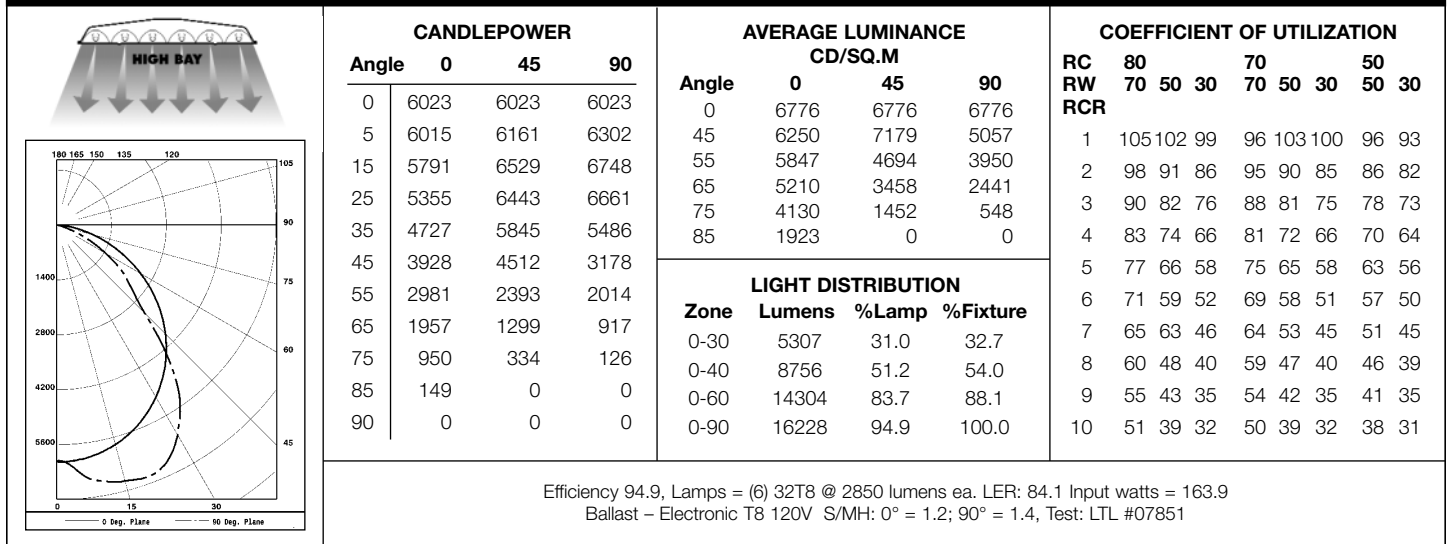 HIGH BAY
180 165 150 135 120
105
90
75
60
45
1400
2800
4200
5600
0 15 30
0 Deg. Plane 90 Deg. Plane
CANDLEPOWER
Angle 0 45 90
0 6023 6023 6023
5 6015 6161 6302
15 5791 6529 6748
25 5355 6443 6661
35 4727 5845 5486
45 3928 4512 3178
55 2981 2393 2014
65 1957 1299 917
75 950 334 126
85 149 0 0
90 0 0 0
AVERAGE LUMINANCE
CD/SQ.M
Angle 0 45 90
0 6776 6776 6776
45 6250 7179 5057
55 5847 4694 3950
65 5210 3458 2441
75 4130 1452 548
85 1923 0 0
LIGHT DISTRIBUTION
Zone Lumens %Lamp %Fixture
0-30 5307 31.0 32.7
0-40 8756 51.2 54.0
0-60 14304 83.7 88.1
0-90 16228 94.9 100.0
COEFFICIENT OF UTILIZATION
RC 80 70 50
RW 70 50 30 70 50 30 50 30
RCR
1 105 102 99 96 103 100 96 93
2 98 91 86 95 90 85 86 82
3 90 82 76 88 81 75 78 73
4 83 74 66 81 72 66 70 64
5 77 66 58 75 65 58 63 56
6 71 59 52 69 58 51 57 50
7 65 63 46 64 53 45 51 45
8 60 48 40 59 47 40 46 39
9 55 43 35 54 42 35 41 35
10 51 39 32 50 39 32 38 31
Efficiency 94.9, Lamps = (6) 32T8 @ 2850 lumens ea. LER: 84.1 Input watts = 163.9
Ballast – Electronic T8 120V S/MH: 0° = 1.2; 90° = 1.4, Test: LTL #07851